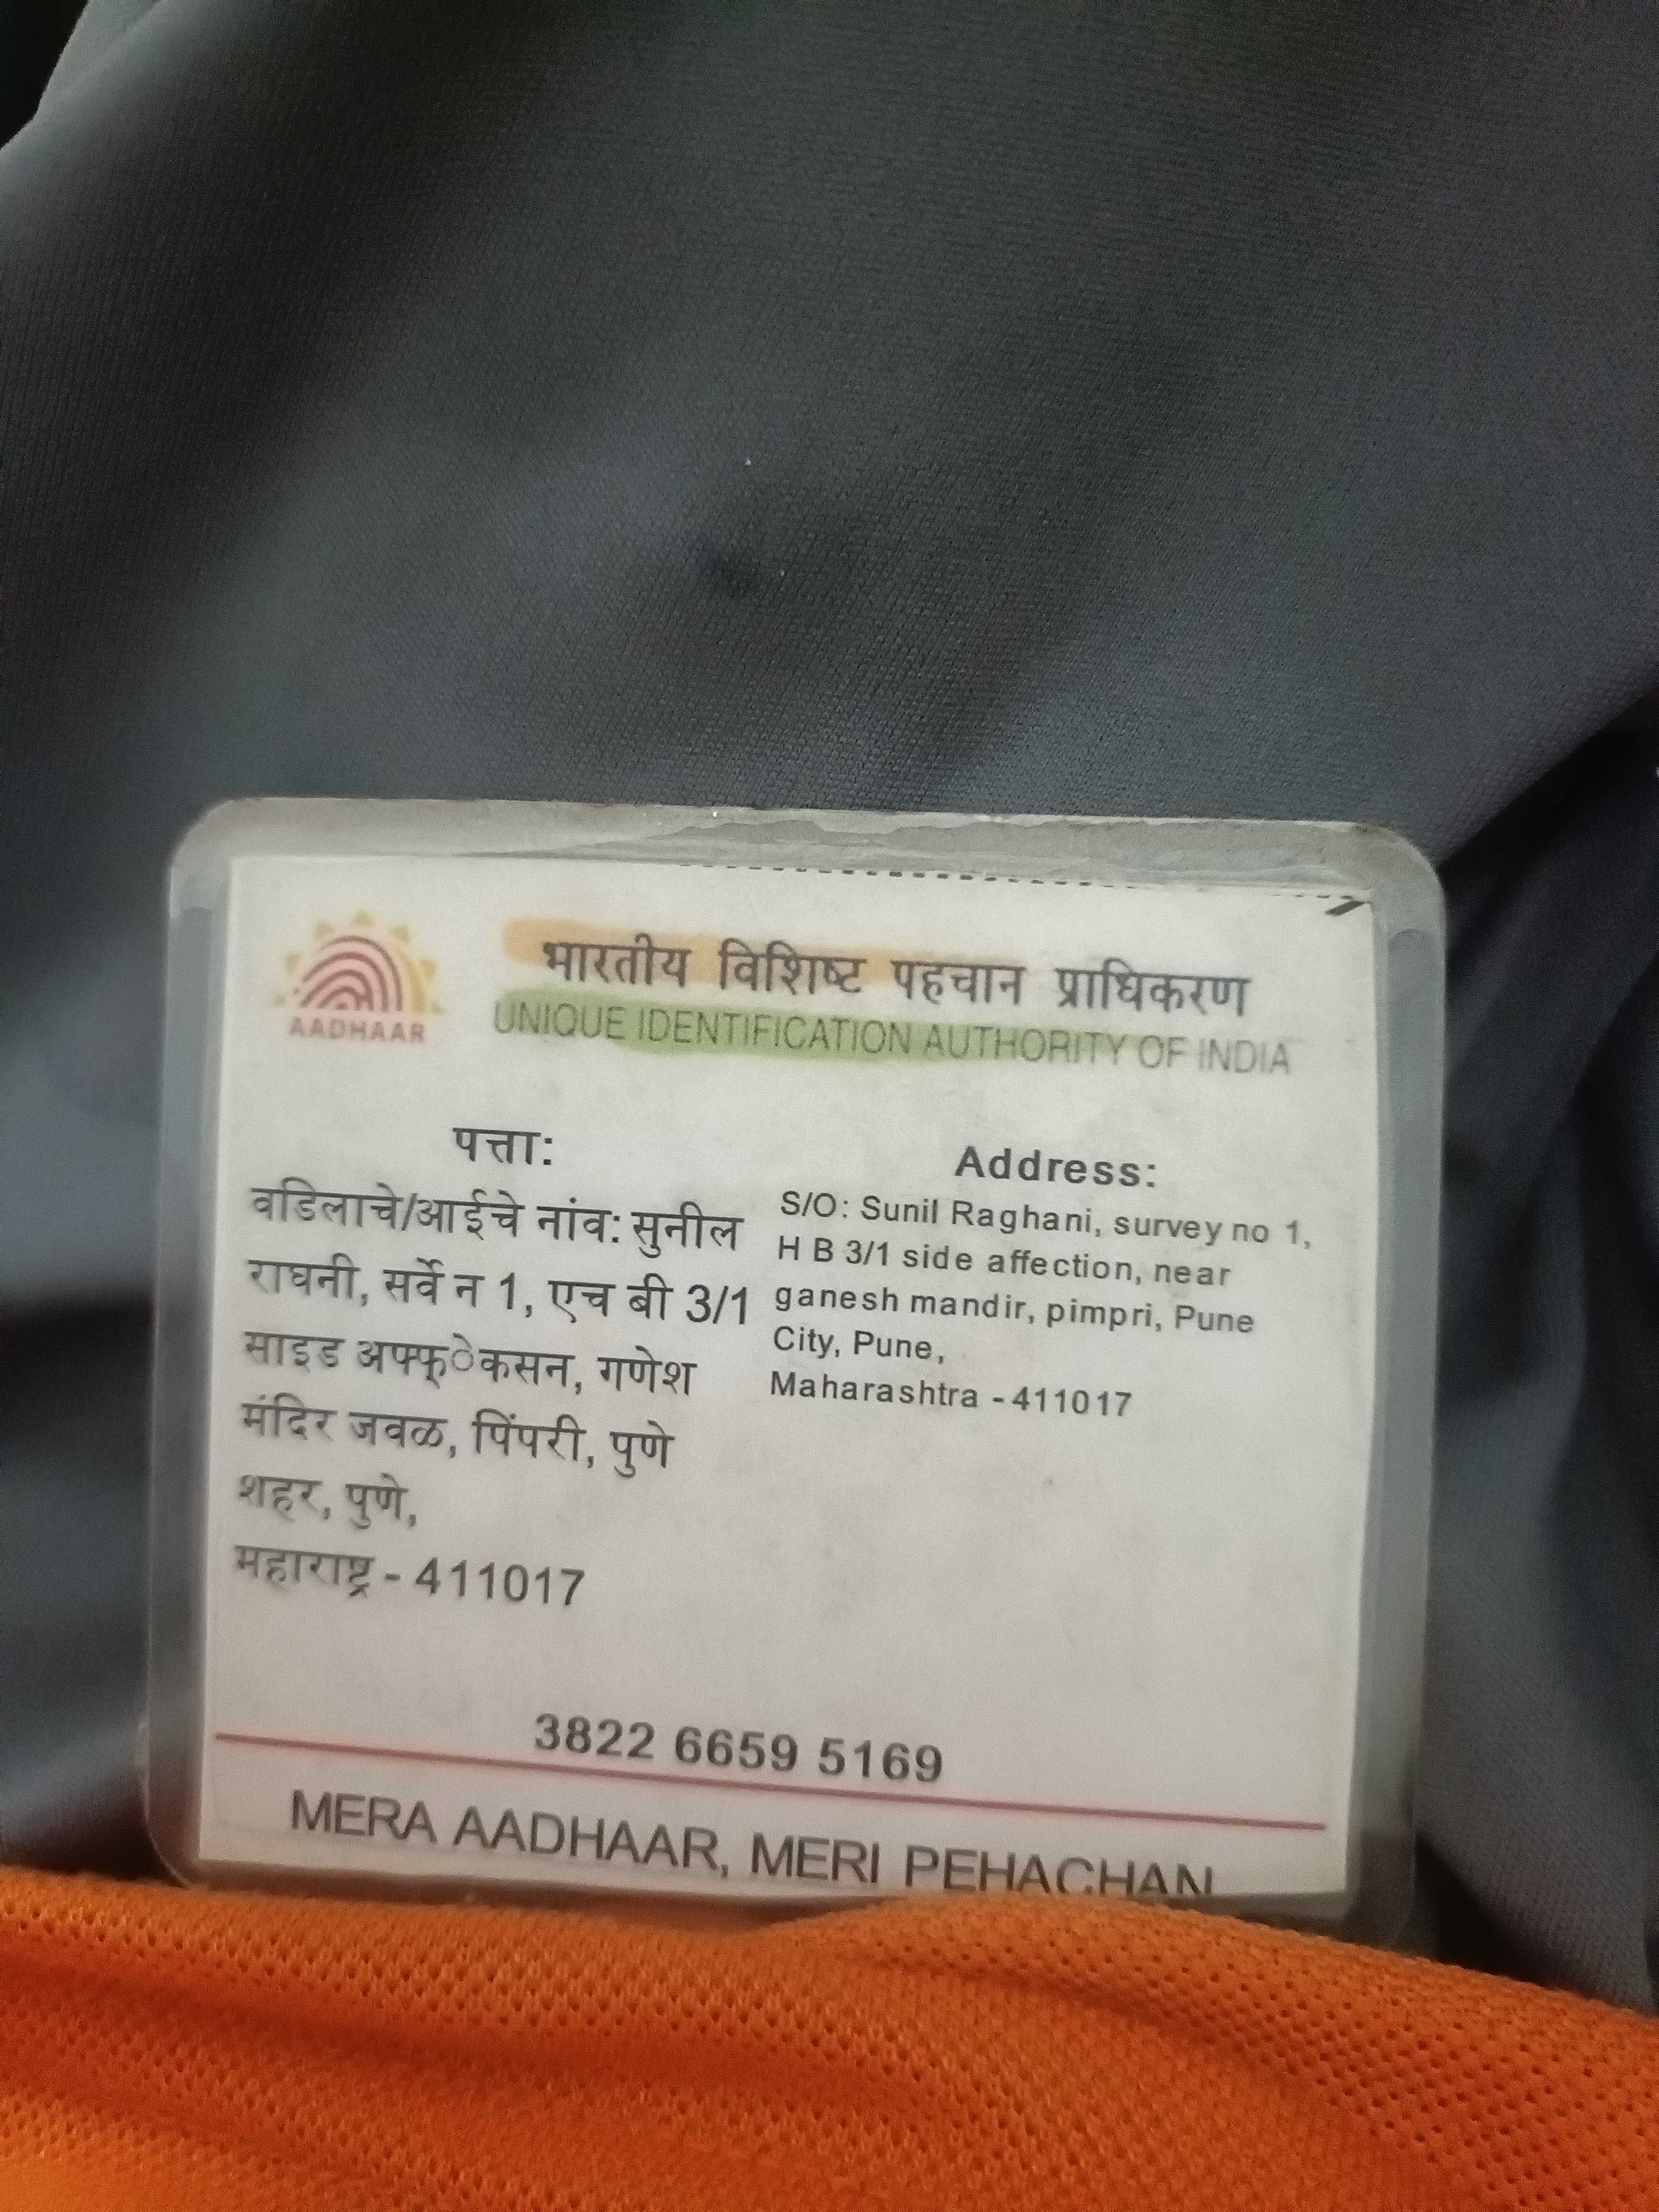 AADHAAR
भारतीय विशिष्ट पहचान प्राधिकरण
UNIQUE IDENTIFICATION AUTHORITY OF INDIA
पत्ता:
वडिलाचे/आईचे नांव: सुनील
राघनी, सर्वे न 1, एच बी 3/1
साइड अफ्फ्ेकसन, गणेश
मंदिर जवळ, पिंपरी, पुणे
शहर, पुणे,
महाराष्ट्र - 411017
Address:
S/O: Sunil Raghani, survey no 1,
H B 3/1 side affection, near
ganesh mandir, pimpri, Pune
City, Pune,
Maharashtra - 411017
3822 6659 5169
MERA AADHAAR, MERI PEHACHAN